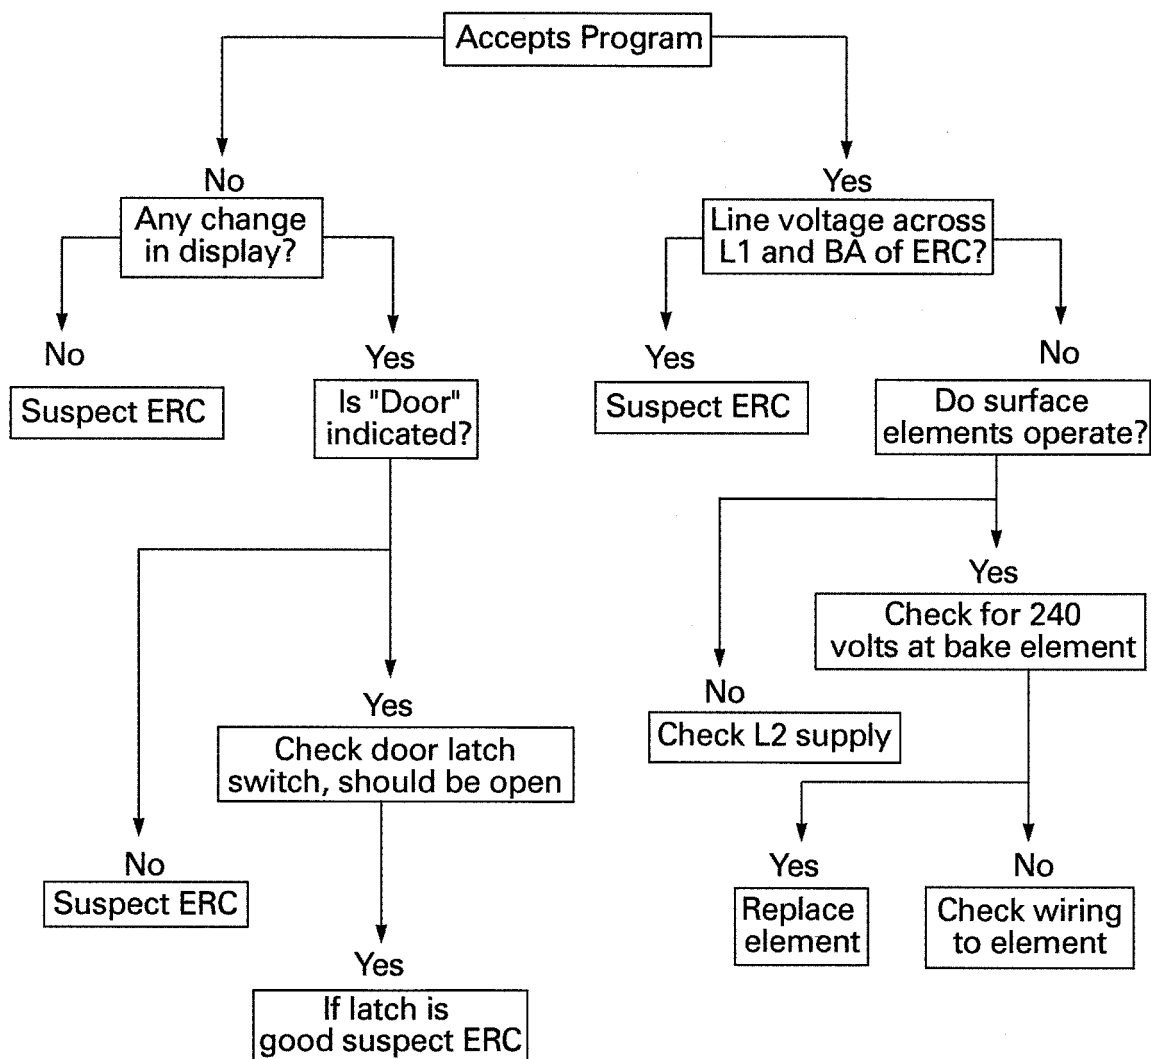 Accepts Program
No
Yes
Any change
in display?
Line voltage across
L1 and BA of ERC?
No
Yes
Yes
No
Suspect ERC
Is "Door"
indicated?
Suspect ERC
Do surface
elements operate?
Yes
Check for 240
volts at bake element
Yes
No
Check door latch
switch, should be open
Check L2 supply
No
Suspect ERC
Yes
No
Replace
element
Check wiring
to element
Yes
If latch is
good suspect ERC